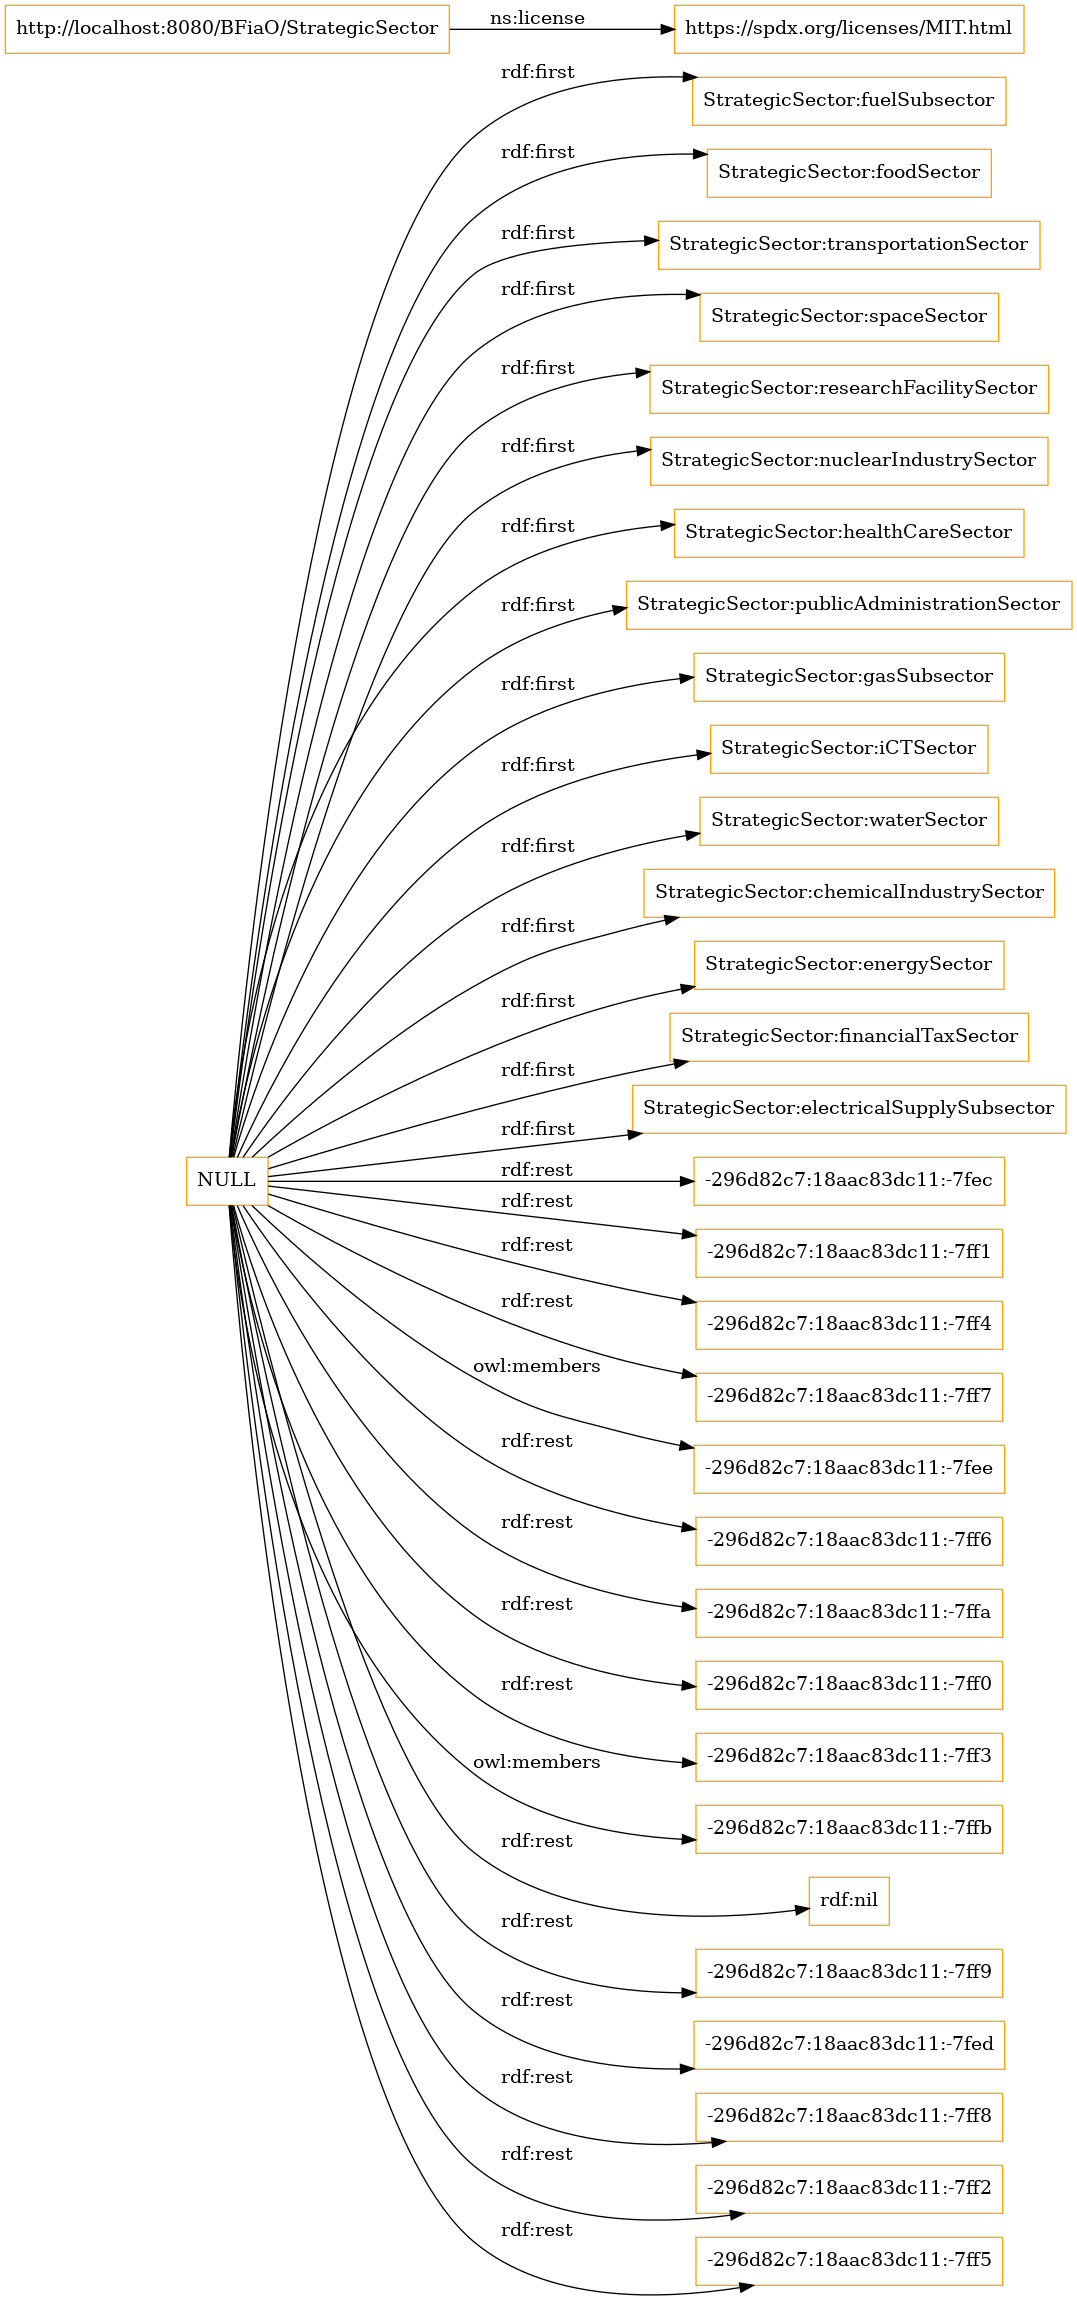 http://localhost:8080/BFiaO/StrategicSector
ns:license
https://spdx.org/licenses/MIT.html
rdf:first
StrategicSector:fuelSubsector
rdf:first
StrategicSector:foodSector
rdf:first
StrategicSector:transportationSector
rdf:first
StrategicSector:spaceSector
rdf:first
StrategicSector:researchFacilitySector
rdf:first
StrategicSector:nuclearIndustrySector
rdf:first
StrategicSector:healthCareSector
rdf:first
StrategicSector:publicAdministrationSector
rdf:first
StrategicSector:gasSubsector
rdf:first
StrategicSector:iCTSector
rdf:first
StrategicSector:waterSector
rdf:first
StrategicSector:chemicalIndustrySector
rdf:first
StrategicSector:energySector
rdf:first
StrategicSector:financialTaxSector
rdf:first
StrategicSector:electricalSupplySubsector
NULL
rdf:rest
-296d82c7:18aac83dc11:-7fec
rdf:rest
-296d82c7:18aac83dc11:-7ff1
rdf:rest
-296d82c7:18aac83dc11:-7ff4
rdf:rest
-296d82c7:18aac83dc11:-7ff7
owl:members
-296d82c7:18aac83dc11:-7fee
rdf:rest
-296d82c7:18aac83dc11:-7ff6
rdf:rest
-296d82c7:18aac83dc11:-7ffa
rdf:rest
-296d82c7:18aac83dc11:-7ff0
rdf:rest
-296d82c7:18aac83dc11:-7ff3
owl:members
-296d82c7:18aac83dc11:-7ffb
rdf:rest
rdf:nil
rdf:rest
-296d82c7:18aac83dc11:-7ff9
rdf:rest
-296d82c7:18aac83dc11:-7fed
rdf:rest
-296d82c7:18aac83dc11:-7ff8
rdf:rest
-296d82c7:18aac83dc11:-7ff2
rdf:rest
-296d82c7:18aac83dc11:-7ff5